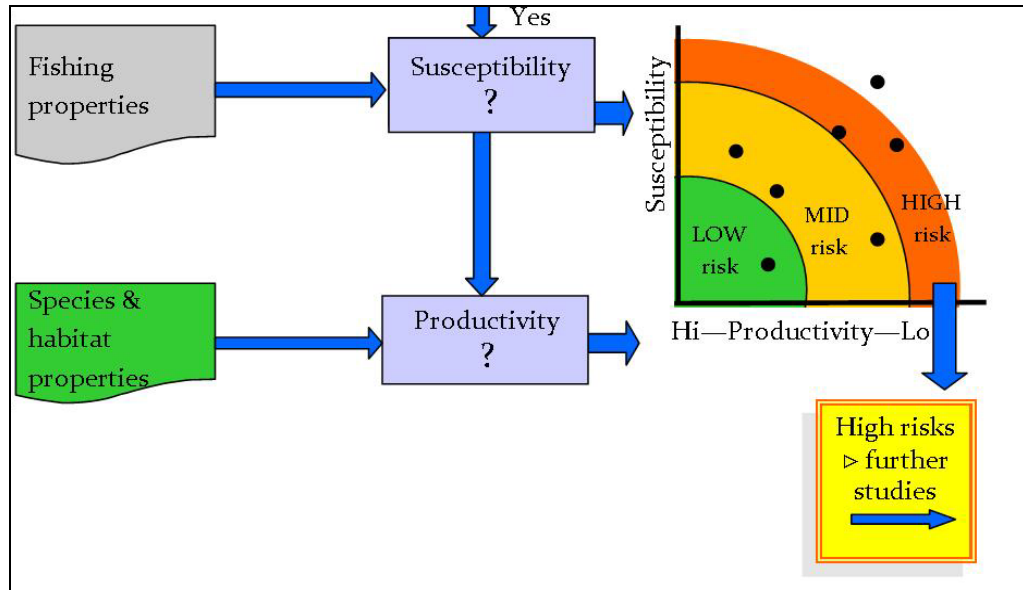 Yes
Fishing
properties
Susceptibility
?
Susceptibility
LOW
risk
MID
risk
HIGH
risk
Hi—Productivity—Lo
Species &
habitat
properties
Productivity
?
High risks
▷ further
studies